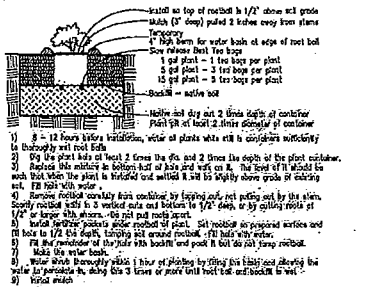 Install so top of rootball is 1/2" above soil grade
Mulch (3" deep) pulled 2 inches away from stems
Temporary
4" high berm for water basin at edge of root ball
Slow release Best Tea bags
1 gal plant - 1 tea bags per plant
5 gal plant - 3 tea bags per plant
15 gal plant - 5 tea bags per plant
Backfill - native soil
Native soil dug out 2 times depth of container
Plant pit at least 2 times diameter of container
1) 8 - 12 hours before installation, water all plants while still in containers sufficiently
to thoroughly wet root balls
2) Dig the plant hole at least 2 times the dia. and 2 times the depth of the plant container.
3) Replace this mixture in bottom half of hole and walk on it. The level of it should be
such that when the plant is installed and settled it will be slightly above grade of existing
soil. Fill hole with water.
4) Remove rootball carefully from container by tapping out, not pulling out by the stem.
Scarify rootball walls in 3 vertical cuts and bottom to 1/2" deep, or by cutting roots of
1/2" or larger with shears. Do not pull roots apart.
5) Install fertilizer packets under rootball of plant. Set rootball on prepared surface and
fill hole to 1/2 the depth, tamping soil around rootball. Fill hole with water.
6) Fill the remainder of the hole with backfill and pack it but do not tamp rootball.
7) Make the water basin.
8) Water shrub thoroughly within 1 hour of planting by filling the basin and allowing the
water to percolate in, doing this 3 times or more until root ball and backfill is wet
9) Install mulch